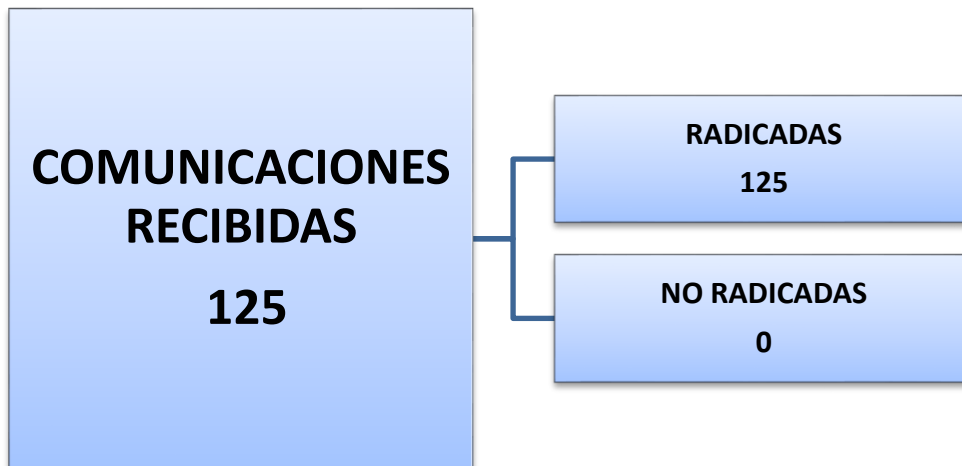 COMUNICACIONES
RECIBIDAS
125
RADICADAS
125
NO RADICADAS
0